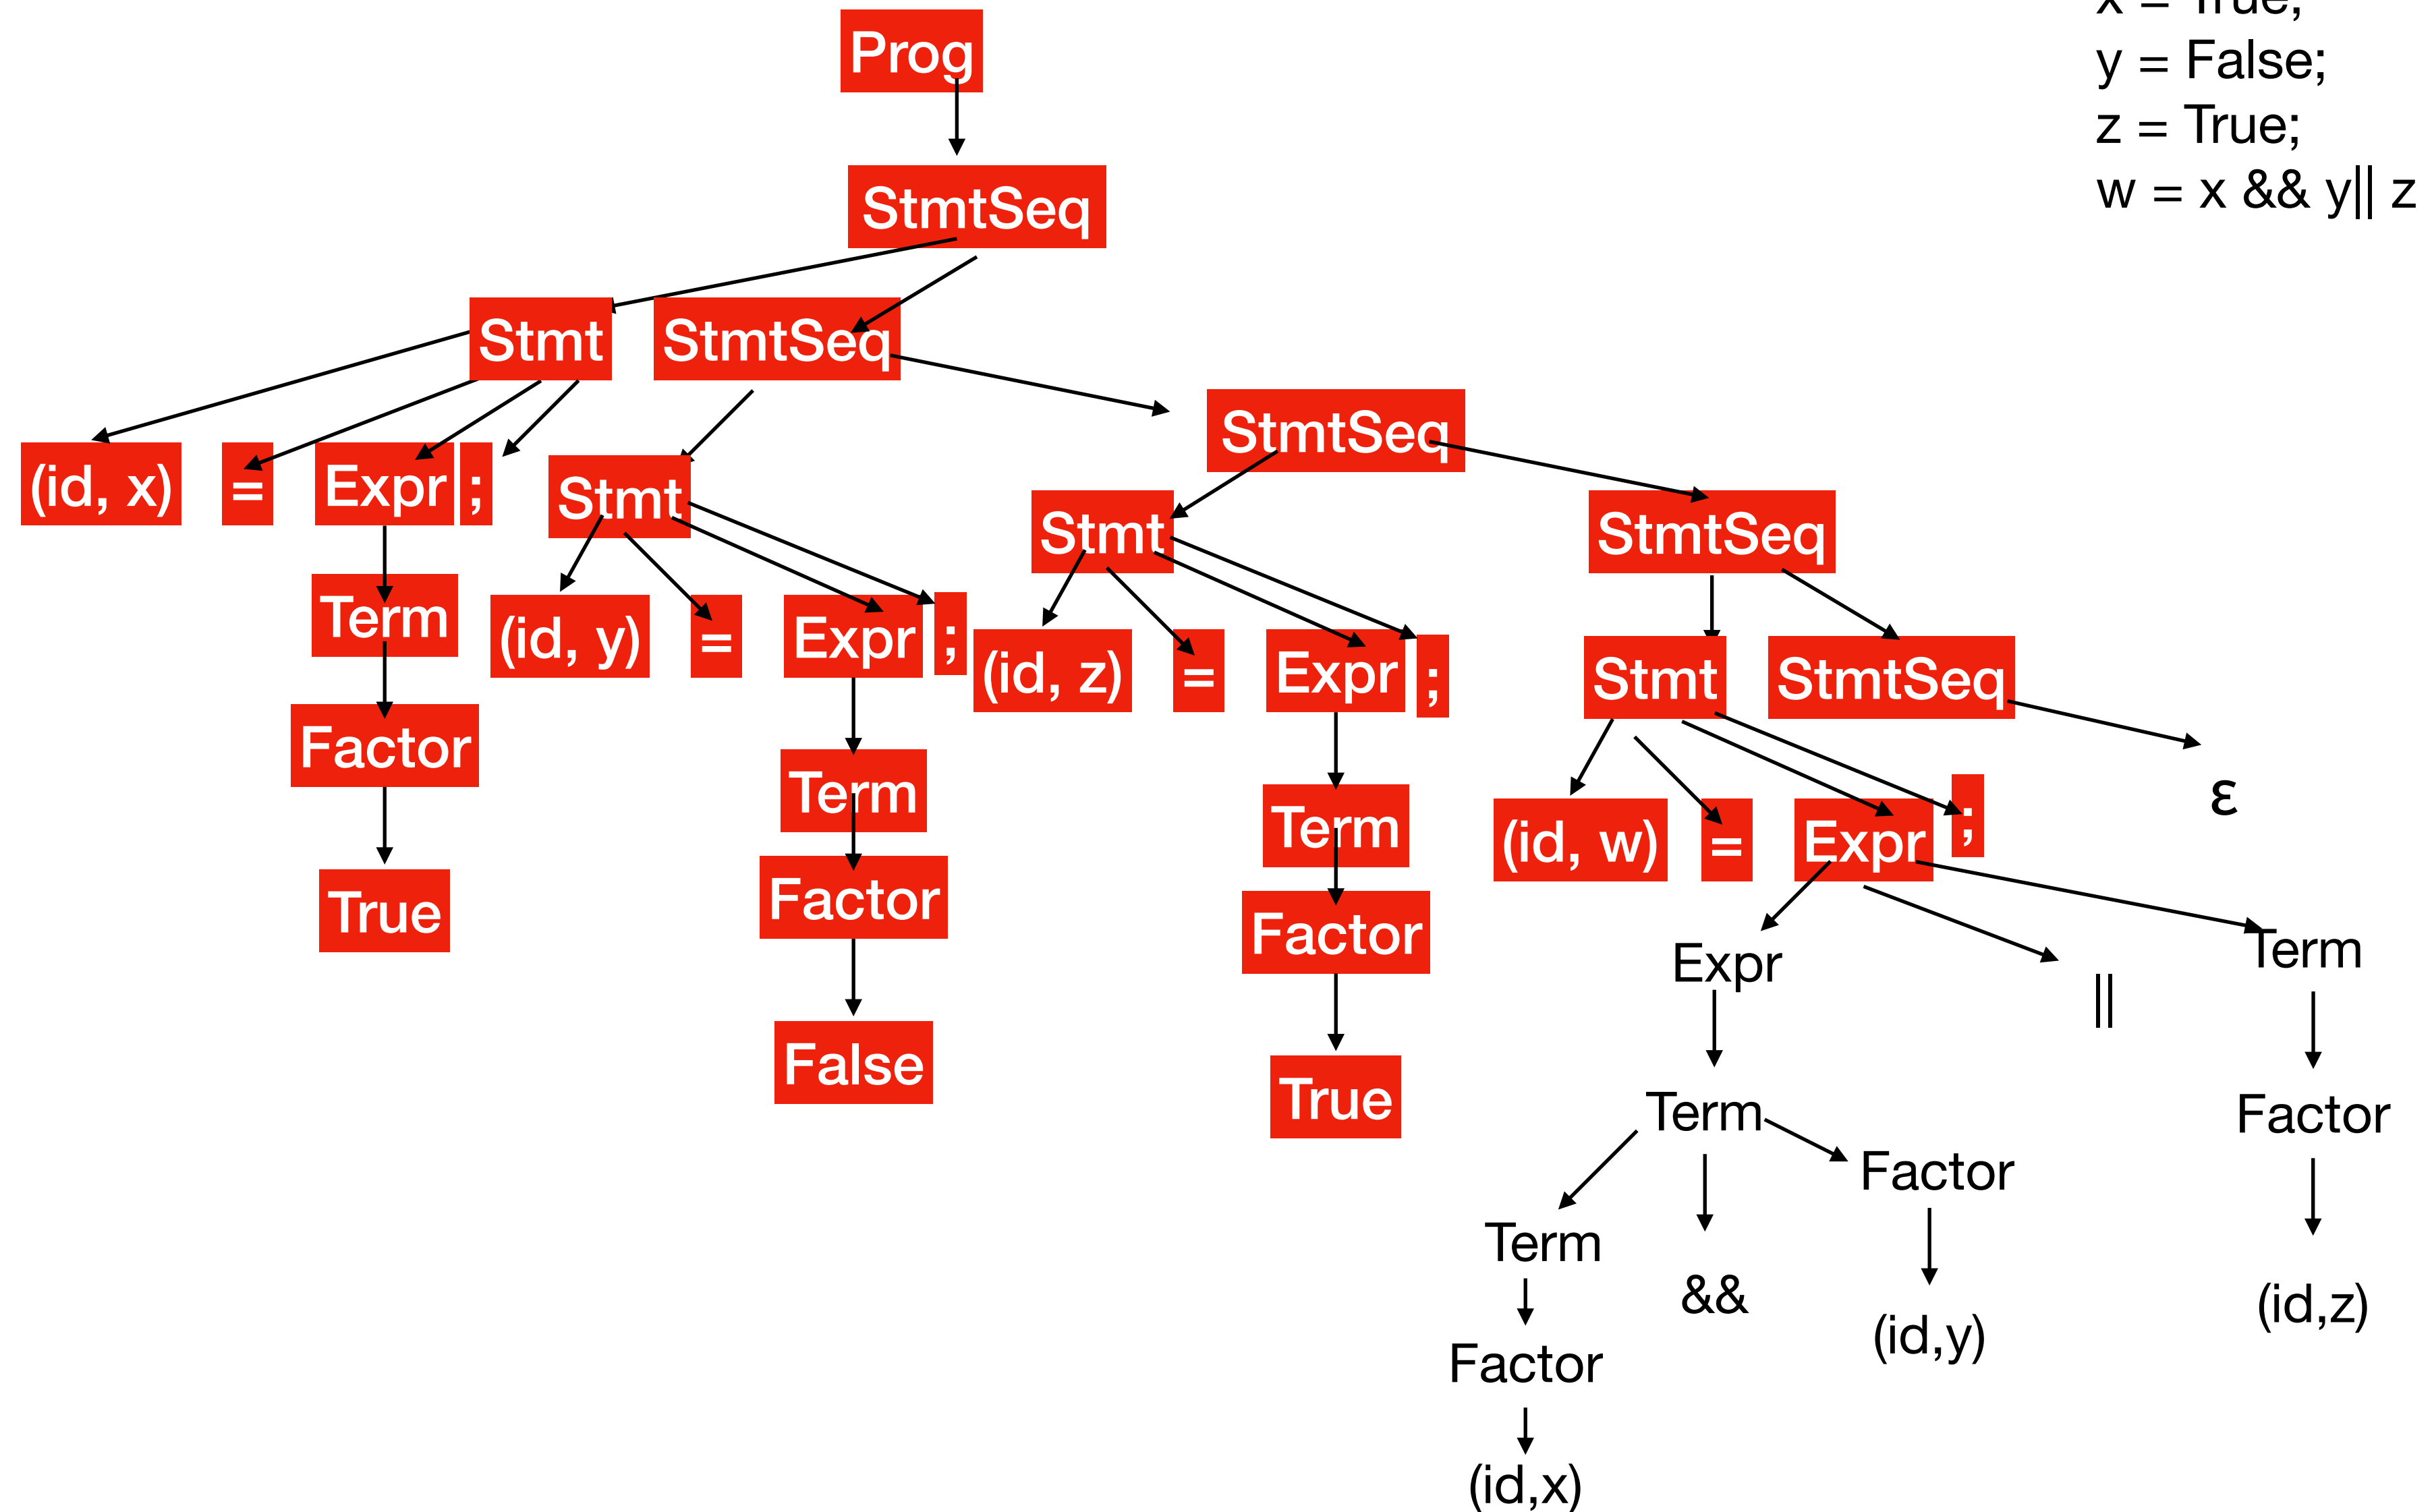 x = True;
y = False;
z = True;
w = x && y|| z
Prog
StmtSeq
Stmt StmtSeq
StmtSeq
(id, x) = Expr ; Stmt
Stmt StmtSeq
Term (id, y) = Expr ; (id, z) = Expr ; Stmt StmtSeq
Factor Term Term (id, w) = Expr ; ε
True Factor Factor Expr || Term
False True Term Factor Factor
Term && (id,y) (id,z)
Factor
(id,x)